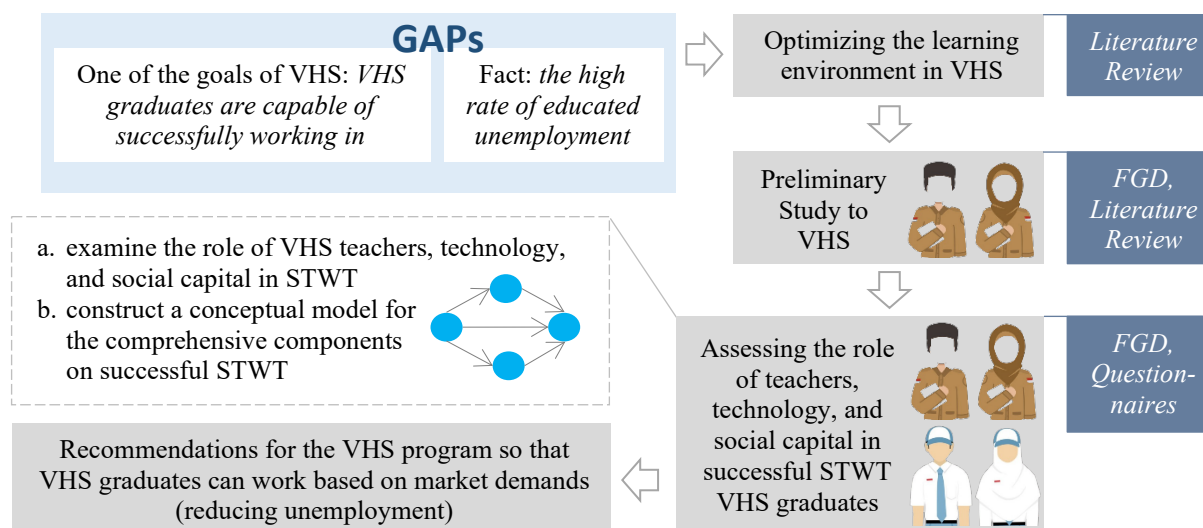 GAPs
One of the goals of VHS: VHS
graduates are capable of
successfully working in
Fact: the high
rate of educated
unemployment
Optimizing the learning
environment in VHS
Literature
Review
Preliminary
Study to
VHS
FGD,
Literature
Review
a. examine the role of VHS teachers, technology,
and social capital in STWT
b. construct a conceptual model for
the comprehensive components
on successful STWT
Assessing the role
of teachers,
technology, and
social capital in
successful STWT
VHS graduates
FGD,
Question-
naires
Recommendations for the VHS program so that
VHS graduates can work based on market demands
(reducing unemployment)